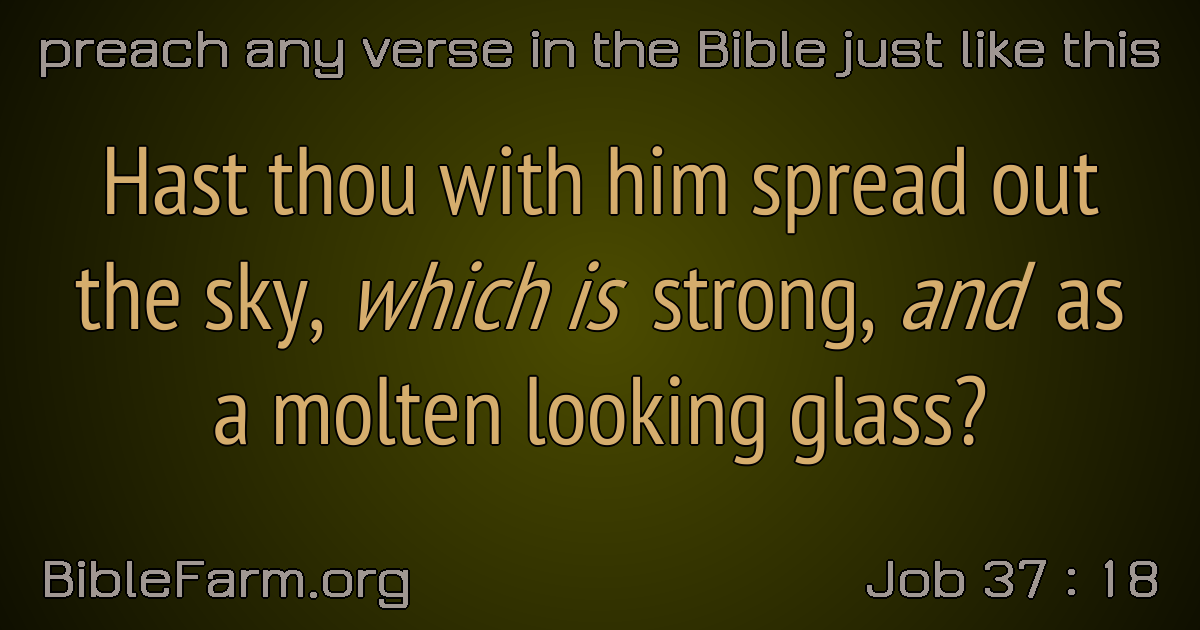 preach any verse in the Bible just like this
Hast thou with him spread out
the sky, which is strong, and as
a molten looking glass?
BibleFarm.org
Job 37 : 18